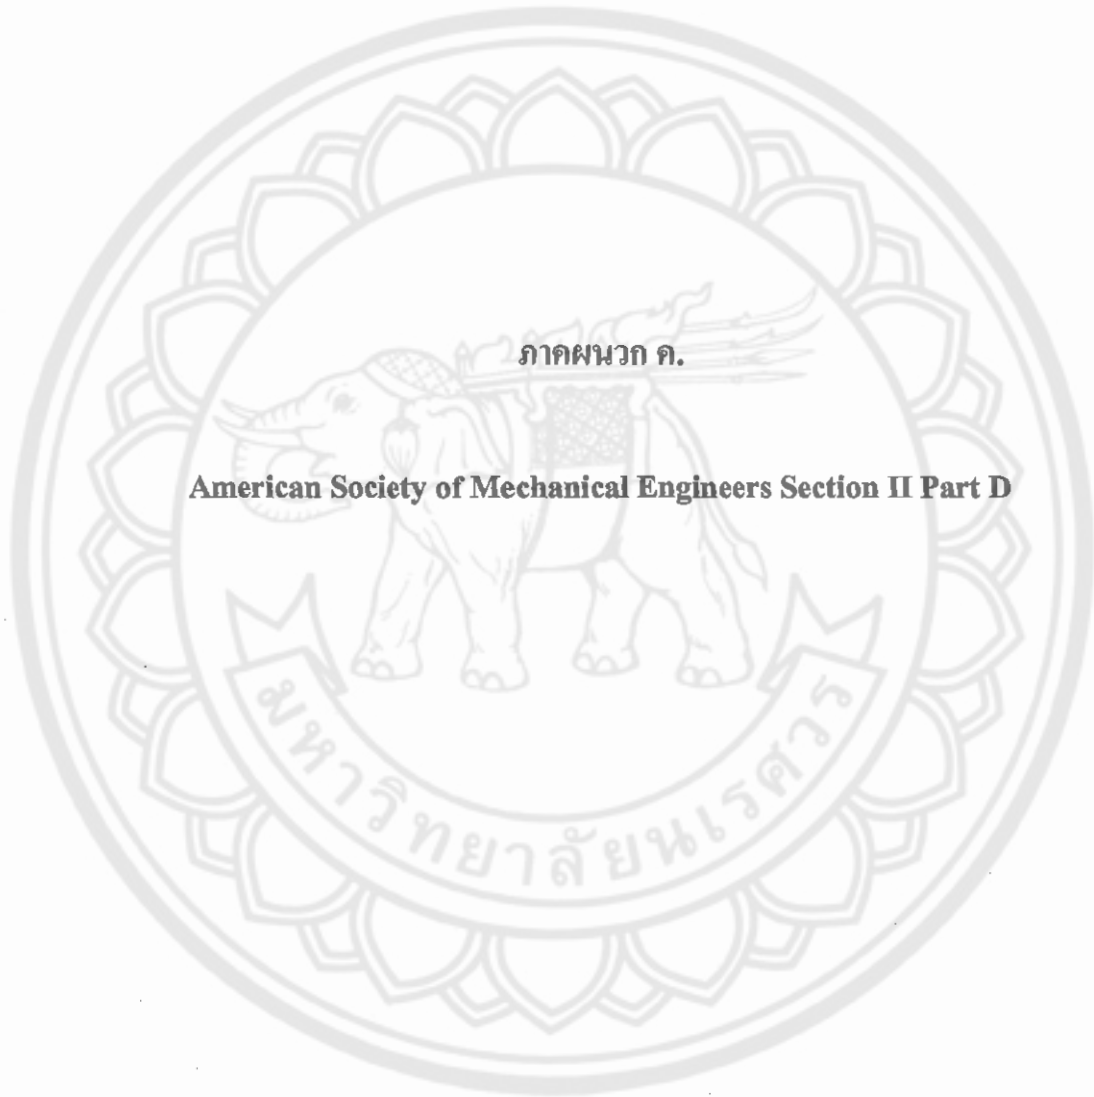 ภาคผนวก ค.
American Society of Mechanical Engineers Section II Part D
มหาวิทยาลัยนเรศวร